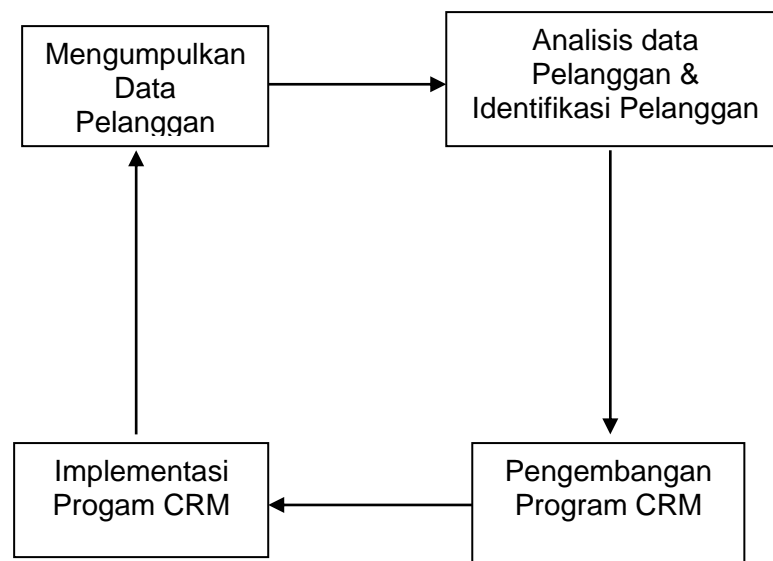 Mengumpulkan
Data
Pelanggan
Analisis data
Pelanggan &
Identifikasi Pelanggan
Implementasi
Progam CRM
Pengembangan
Program CRM